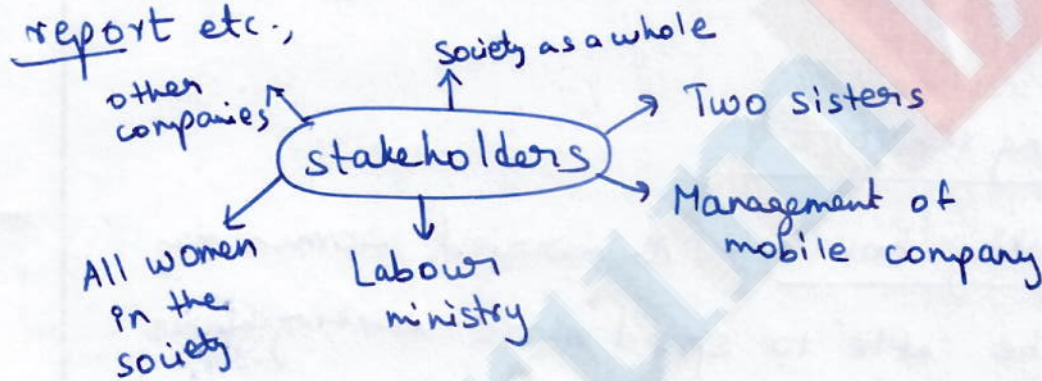 report etc.,
society as a whole
other
companies
Two sisters
stakeholders
Management of
mobile company
All women
in the
society
Labour
ministry